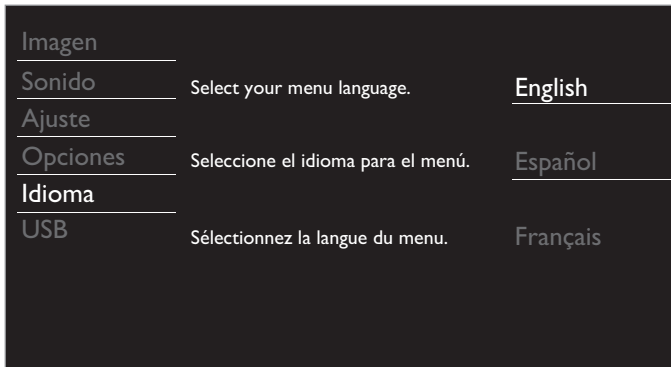 Imagen
Sonido
Ajuste
Opciones
Idioma
USB
Select your menu language.
English
Seleccione el idioma para el menú.
Español
Sélectionnez la langue du menu.
Français